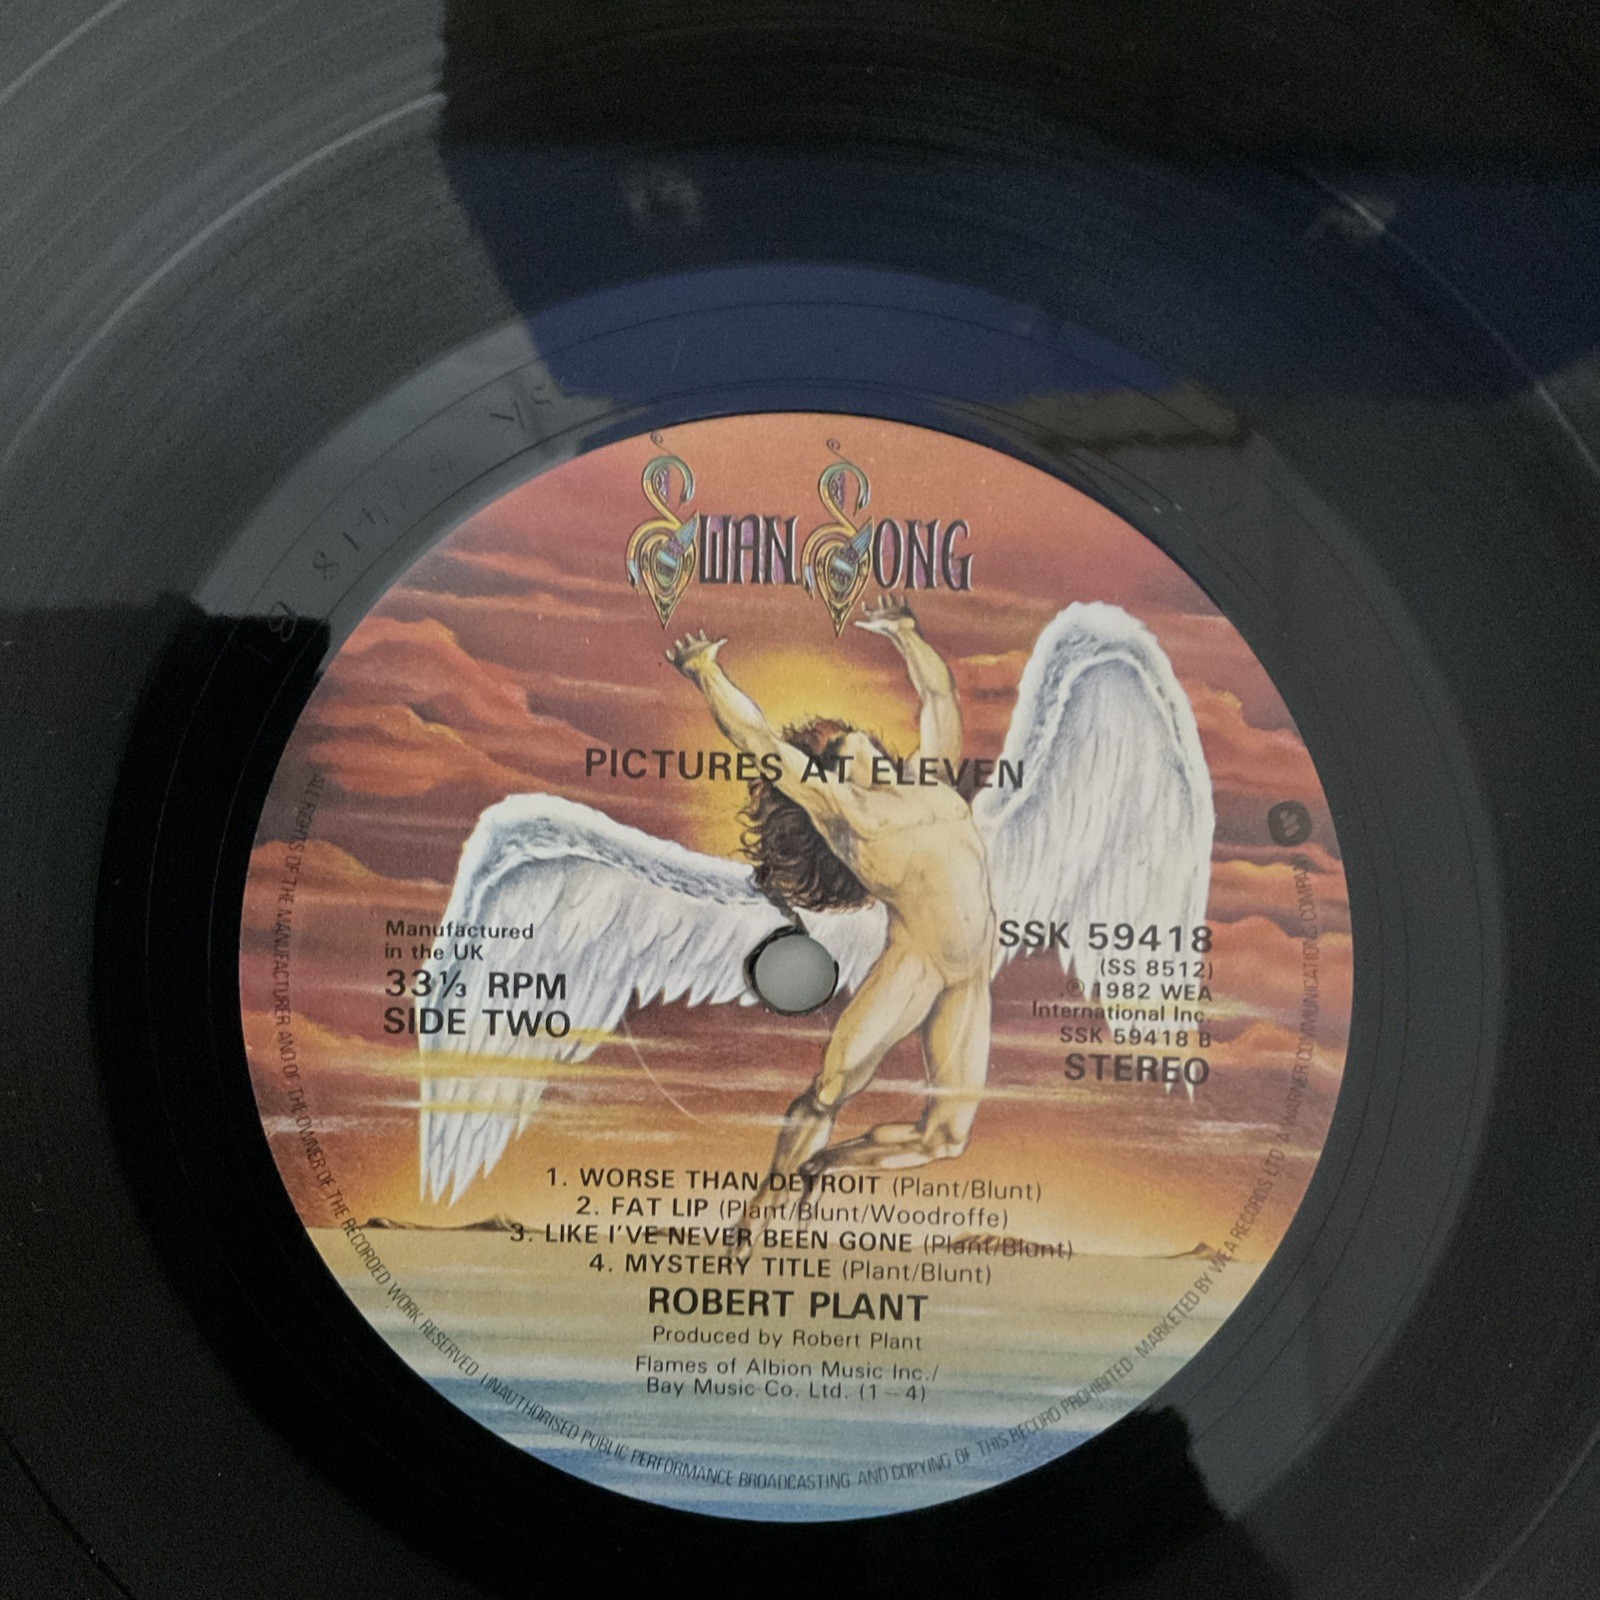 SWAN SONG
PICTURES AT ELEVEN
Manufactured
in the UK
33⅓ RPM
SIDE TWO
SSK 59418
(SS 8512)
℗ 1982 WEA
International Inc.
SSK 59418 B
STEREO
1. WORSE THAN DETROIT (Plant/Blunt)
2. FAT LIP (Plant/Blunt/Woodroffe)
3. LIKE I'VE NEVER BEEN GONE (Plant/Blunt)
4. MYSTERY TITLE (Plant/Blunt)
ROBERT PLANT
Produced by Robert Plant
Flames of Albion Music Inc./
Bay Music Co. Ltd. (1–4)
ALL RIGHTS OF THE MANUFACTURER AND OF THE OWNER OF THE RECORDED WORK RESERVED. UNAUTHORISED PUBLIC PERFORMANCE BROADCASTING AND COPYING OF THIS RECORD PROHIBITED - MARKETED BY WEA RECORDS LTD A WARNER COMMUNICATIONS COMPANY